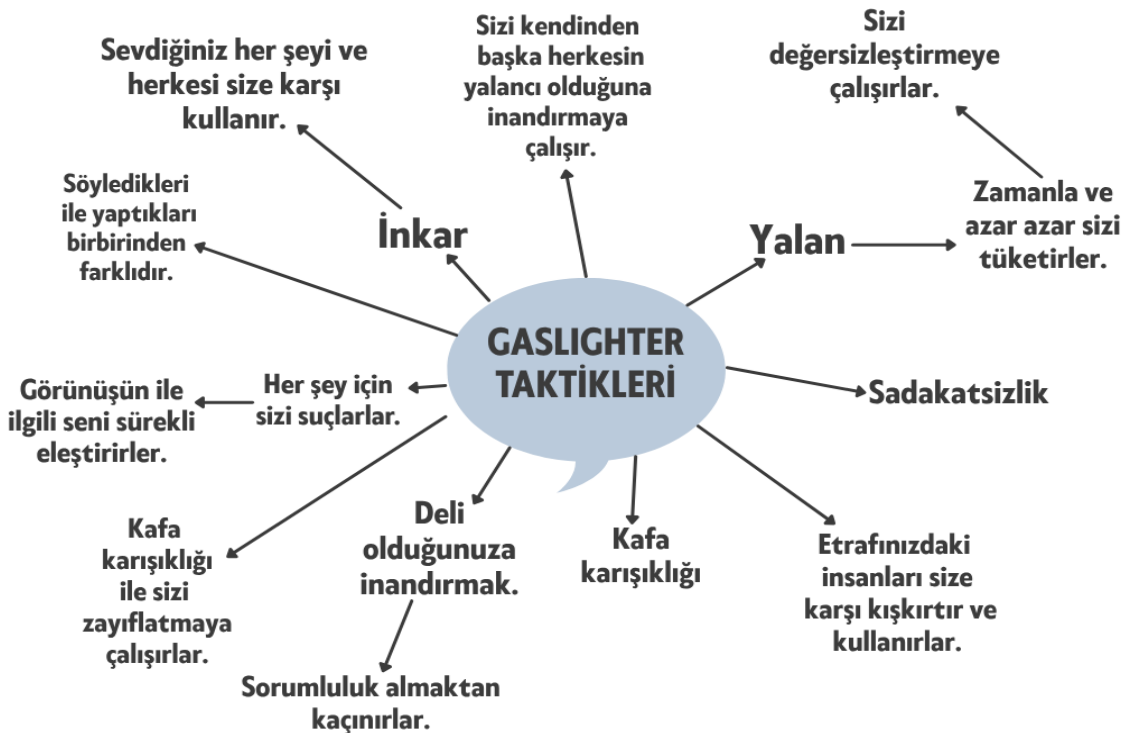 Sevdiğiniz her şeyi ve
herkesi size karşı
kullanır.
Sizi kendinden
başka herkesin
yalancı olduğuna
inandırmaya
çalışır.
Sizi
değersizleştirmeye
çalışırlar.
Söyledikleri
ile yaptıkları
birbirinden
farklıdır.
İnkar
Yalan
Zamanla ve
azar azar sizi
tüketirler.
GASLIGHTER
TAKTİKLERİ
Görünüşün ile
ilgili seni sürekli
eleştirirler.
Her şey için
sizi suçlarlar.
Sadakatsizlik
Kafa
karışıklığı
ile sizi
zayıflatmaya
çalışırlar.
Deli
olduğunuza
inandırmak.
Kafa
karışıklığı
Etrafınızdaki
insanları size
karşı kışkırtır ve
kullanırlar.
Sorumluluk almaktan
kaçınırlar.